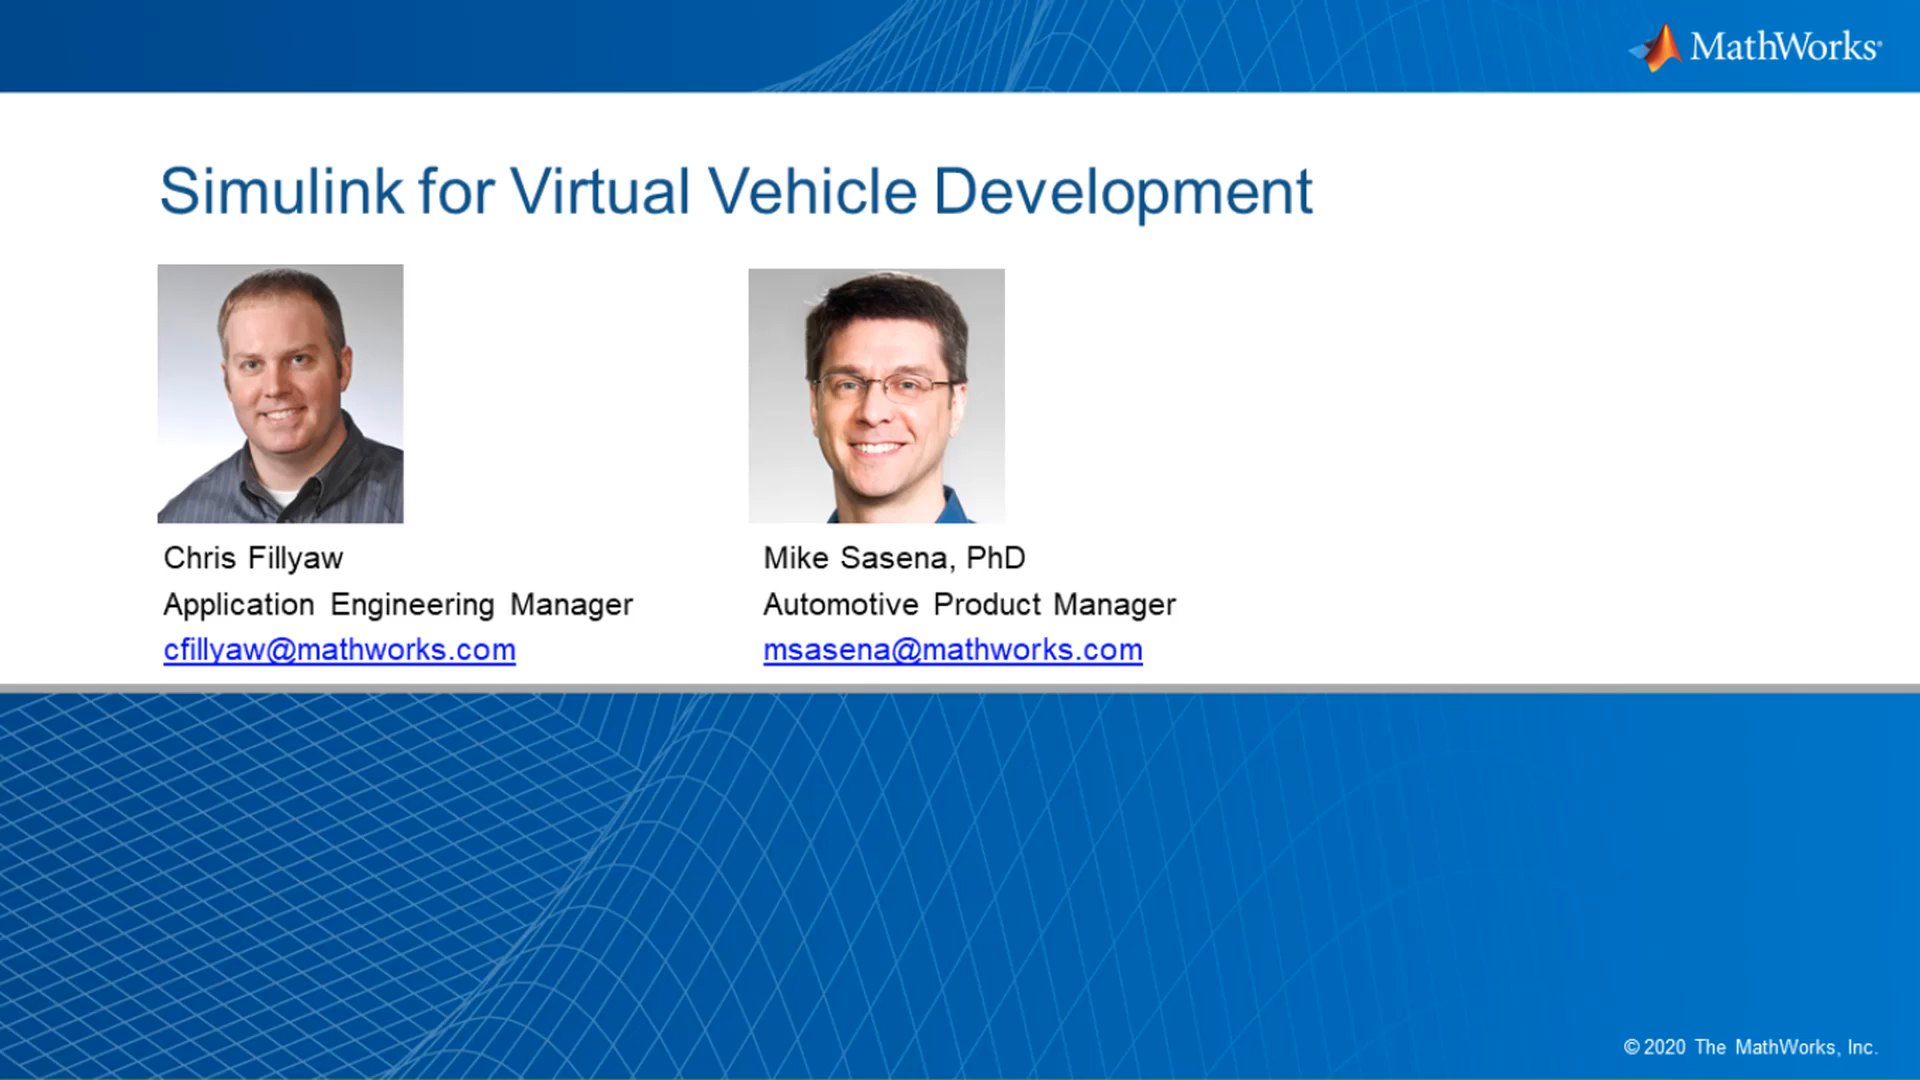 MathWorks®
Simulink for Virtual Vehicle Development
Chris Fillyaw
Application Engineering Manager
cfillyaw@mathworks.com
Mike Sasena, PhD
Automotive Product Manager
msasena@mathworks.com
© 2020 The MathWorks, Inc.